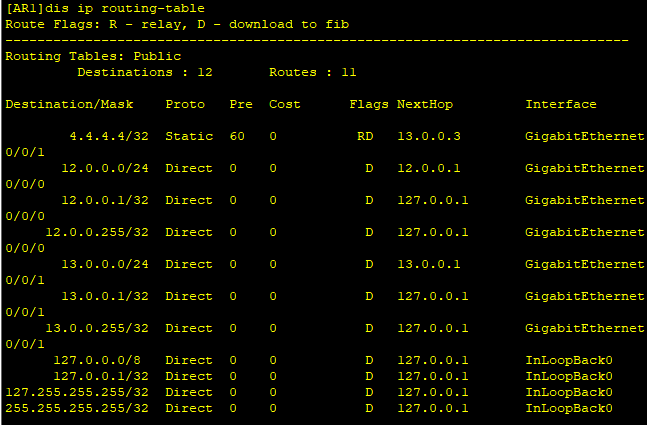 [AR1]dis ip routing-table
Route Flags: R - relay, D - download to fib
------------------------------------------------------------------------------
Routing Tables: Public
         Destinations : 12       Routes : 11

Destination/Mask    Proto   Pre  Cost      Flags NextHop         Interface

        4.4.4.4/32  Static  60   0          RD   13.0.0.3        GigabitEthernet
0/0/1
       12.0.0.0/24  Direct  0    0           D   12.0.0.1        GigabitEthernet
0/0/0
       12.0.0.1/32  Direct  0    0           D   127.0.0.1       GigabitEthernet
0/0/0
     12.0.0.255/32  Direct  0    0           D   127.0.0.1       GigabitEthernet
0/0/0
       13.0.0.0/24  Direct  0    0           D   13.0.0.1        GigabitEthernet
0/0/1
       13.0.0.1/32  Direct  0    0           D   127.0.0.1       GigabitEthernet
0/0/1
     13.0.0.255/32  Direct  0    0           D   127.0.0.1       GigabitEthernet
0/0/1
      127.0.0.0/8   Direct  0    0           D   127.0.0.1       InLoopBack0
      127.0.0.1/32  Direct  0    0           D   127.0.0.1       InLoopBack0
127.255.255.255/32  Direct  0    0           D   127.0.0.1       InLoopBack0
255.255.255.255/32  Direct  0    0           D   127.0.0.1       InLoopBack0